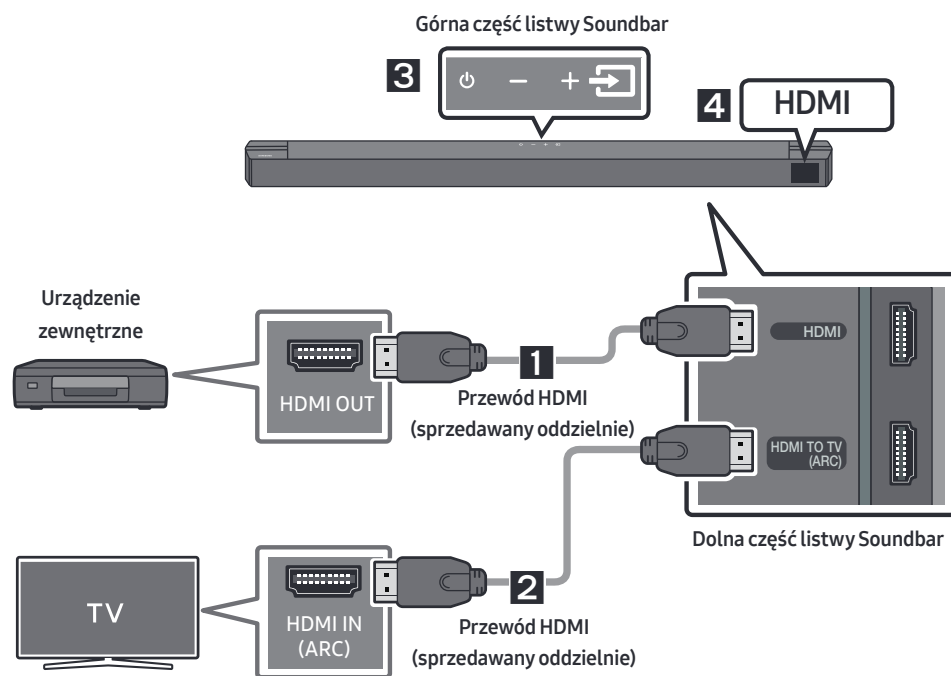 Górna część listwy Soundbar
3
4
HDMI
Urządzenie
zewnętrzne
HDMI OUT
1
Przewód HDMI
(sprzedawany oddzielnie)
HDMI
HDMI TO TV
(ARC)
Dolna część listwy Soundbar
TV
HDMI IN
(ARC)
2
Przewód HDMI
(sprzedawany oddzielnie)